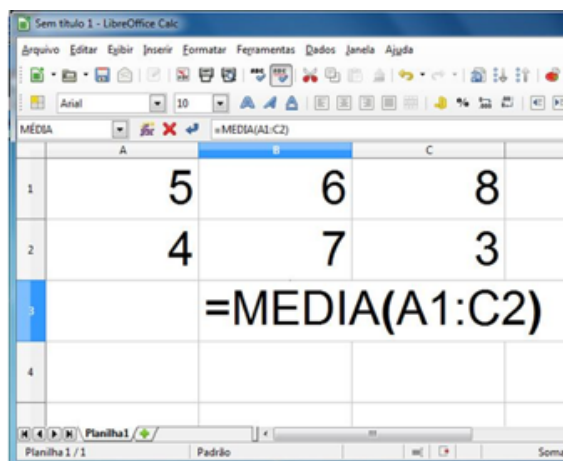 Sem título 1 - LibreOffice Calc
Arquivo Editar Exibir Inserir Formatar Ferramentas Dados Janela Ajuda
Arial 10
MÉDIA =MEDIA(A1:C2)
A B C
1 5 6 8
2 4 7 3
3 =MEDIA(A1:C2)
4
Planilha1
Planilha 1 / 1 Padrão Soma